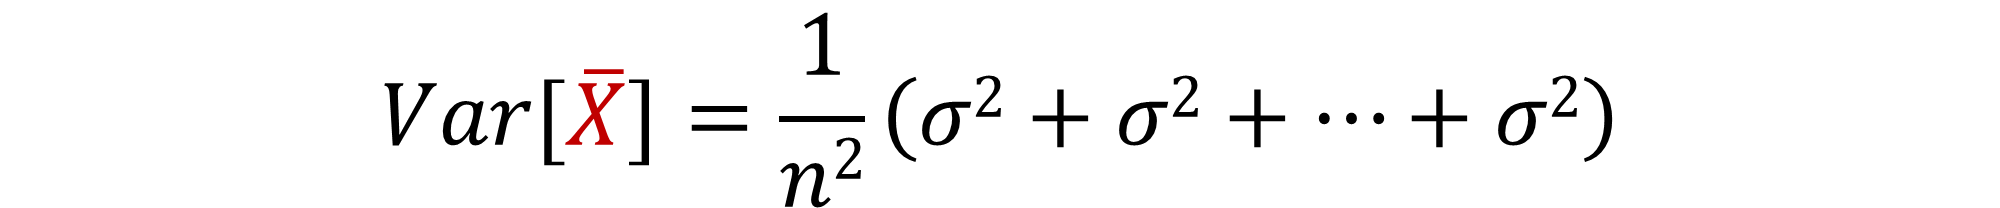 Var[X̄] = 1/n² (σ² + σ² + ⋯ + σ²)